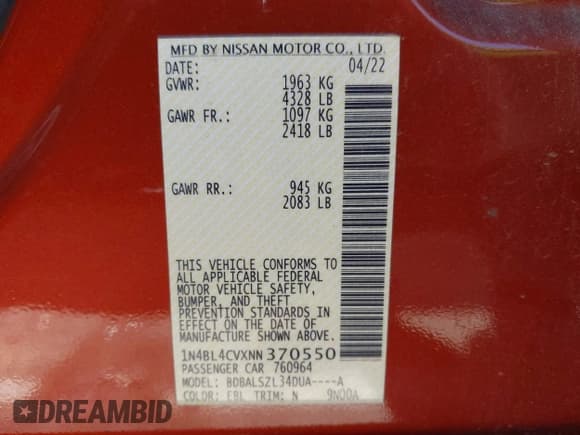 MFD BY NISSAN MOTOR CO., LTD.
DATE: 04/22
GVWR: 1963 KG
4328 LB
GAWR FR.: 1097 KG
2418 LB
GAWR RR.: 945 KG
2083 LB
THIS VEHICLE CONFORMS TO
ALL APPLICABLE FEDERAL
MOTOR VEHICLE SAFETY,
BUMPER, AND THEFT
PREVENTION STANDARDS IN
EFFECT ON THE DATE OF
MANUFACTURE SHOWN ABOVE.
1N4BL4CVXNN370550
PASSENGER CAR 760964
MODEL: BDBALSZL34DUA----A
COLOR: EBL TRIM: N 9N00A
DREAMBID